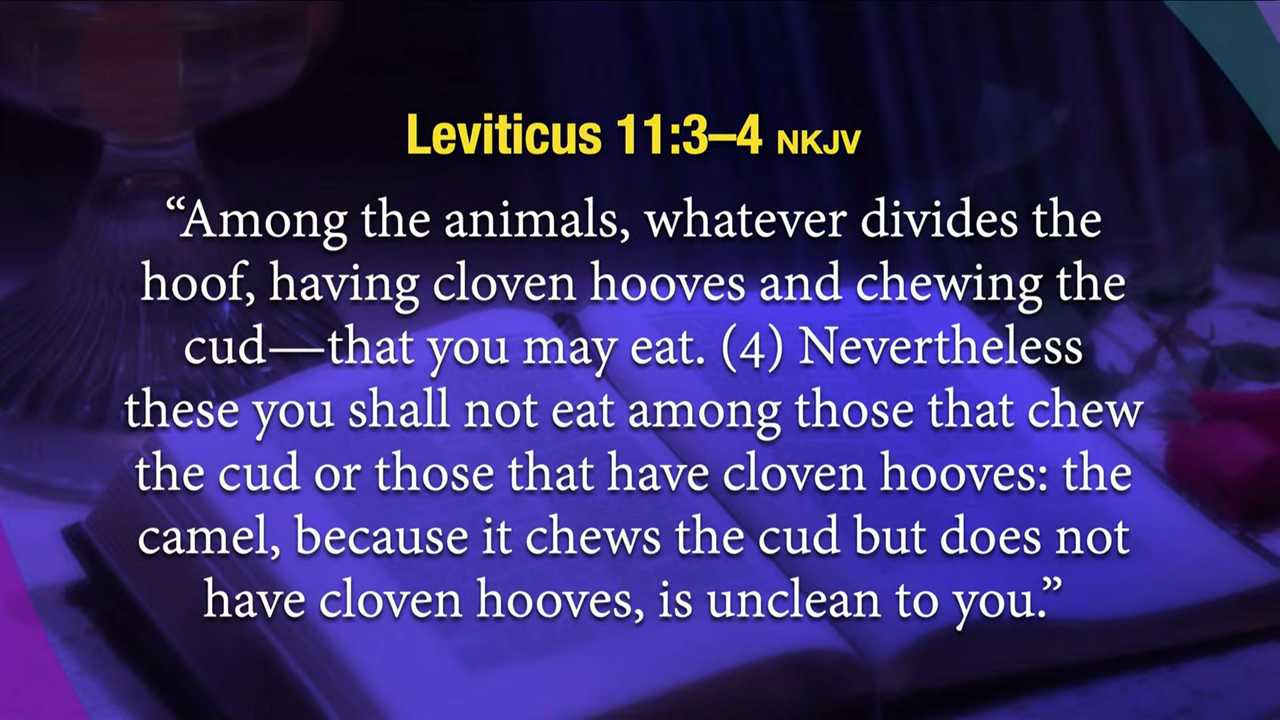 Leviticus 11:3–4 NKJV
“Among the animals, whatever divides the
hoof, having cloven hooves and chewing the
cud—that you may eat. (4) Nevertheless
these you shall not eat among those that chew
the cud or those that have cloven hooves: the
camel, because it chews the cud but does not
have cloven hooves, is unclean to you.”